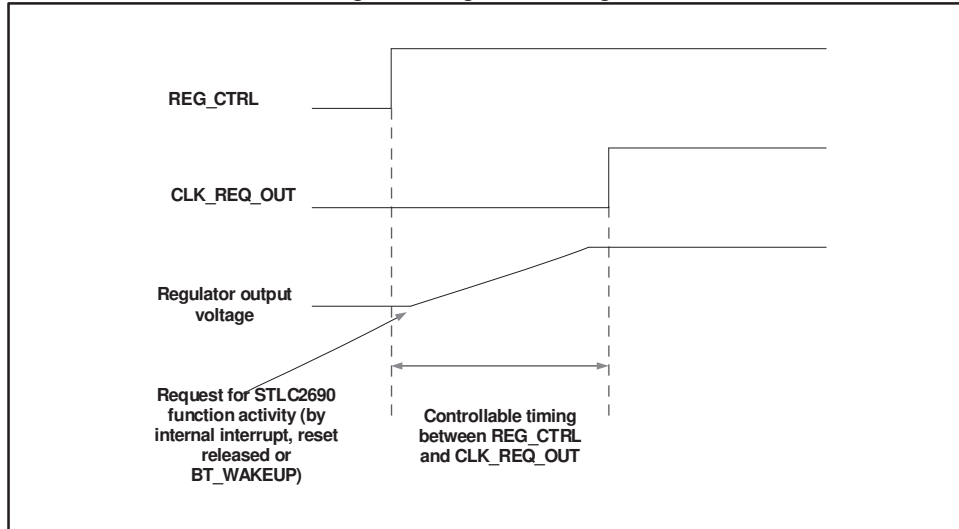 REG_CTRL
CLK_REQ_OUT
Regulator output
voltage
Request for STLC2690
function activity (by
internal interrupt, reset
released or
BT_WAKEUP)
Controllable timing
between REG_CTRL
and CLK_REQ_OUT